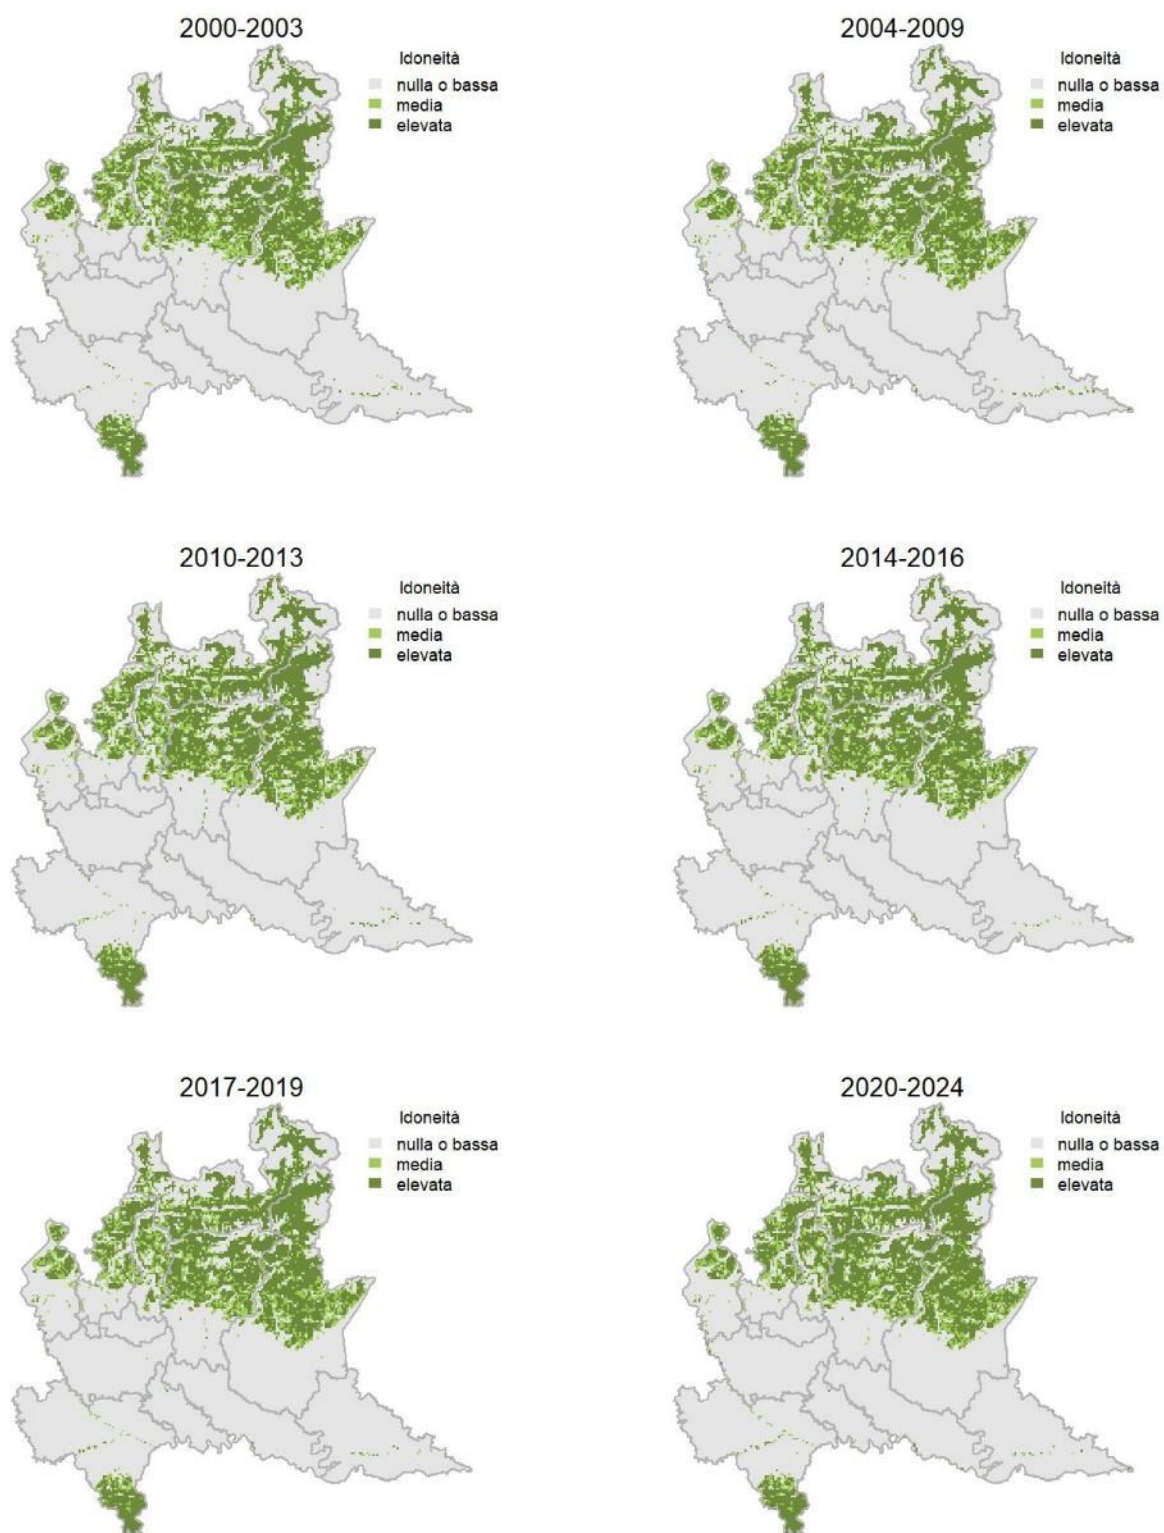 2000-2003
Idoneità
nulla o bassa
media
elevata
2004-2009
Idoneità
nulla o bassa
media
elevata
2010-2013
Idoneità
nulla o bassa
media
elevata
2014-2016
Idoneità
nulla o bassa
media
elevata
2017-2019
Idoneità
nulla o bassa
media
elevata
2020-2024
Idoneità
nulla o bassa
media
elevata